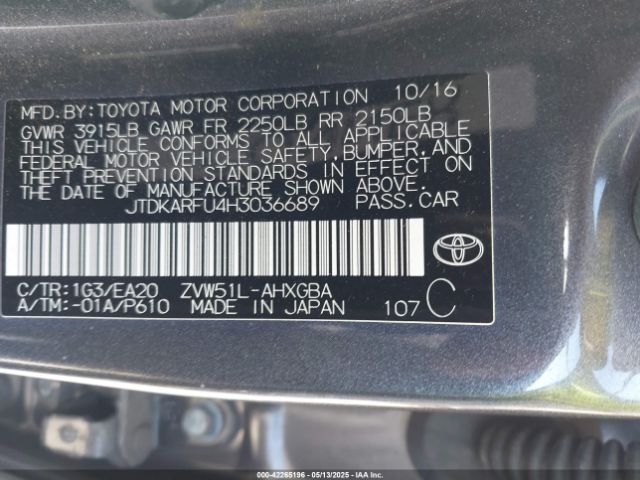 MFD.BY:TOYOTA MOTOR CORPORATION 10/16
GVWR 3915LB GAWR FR 2250LB RR 2150LB
THIS VEHICLE CONFORMS TO ALL APPLICABLE
FEDERAL MOTOR VEHICLE SAFETY,BUMPER,AND
THEFT PREVENTION STANDARDS IN EFFECT ON
THE DATE OF MANUFACTURE SHOWN ABOVE.
JTDKARFU4H3036689 PASS.CAR
C/TR:1G3/EA20 ZVW51L-AHXGBA
A/TM:-01A/P610 MADE IN JAPAN 107 C
TOYOTA
000-42265196 - 05/13/2025 - IAA, Inc.